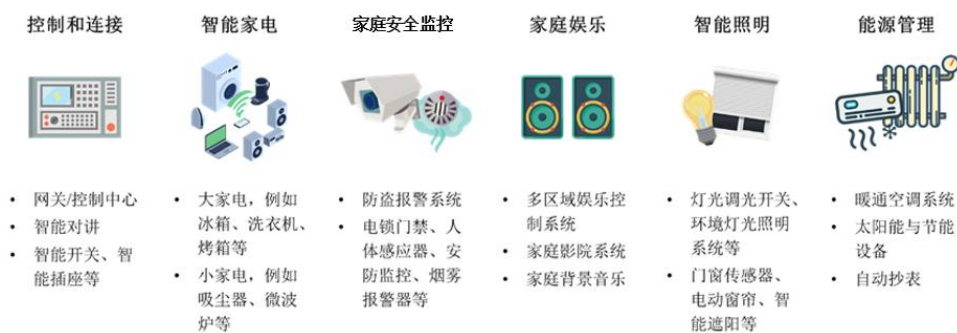 控制和连接
智能家电
家庭安全监控
家庭娱乐
智能照明
能源管理
• 网关/控制中心
• 智能对讲
• 智能开关、智
能插座等
• 大家电，例如
冰箱、洗衣机、
烤箱等
• 小家电，例如
吸尘器、微波
炉等
• 防盗报警系统
• 电锁门禁、人
体感应器、安
防监控、烟雾
报警器等
• 多区域娱乐控
制系统
• 家庭影院系统
• 家庭背景音乐
• 灯光调光开关、
环境灯光照明
系统等
• 门窗传感器、
电动窗帘、智
能遮阳等
• 暖通空调系统
• 太阳能与节能
设备
• 自动抄表